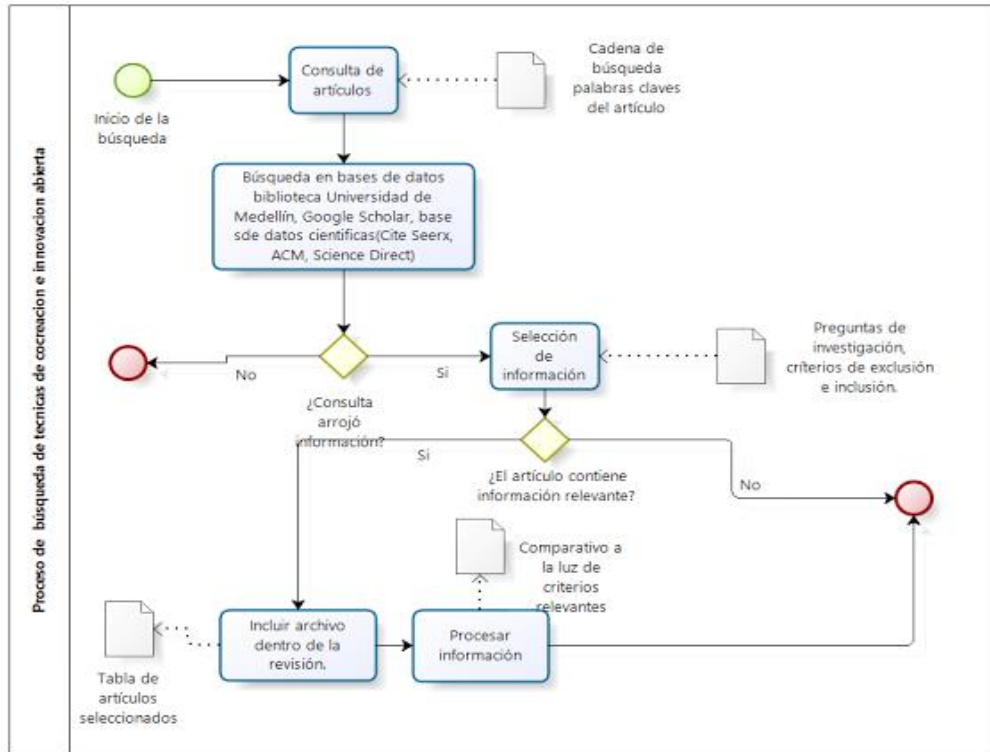 Proceso de búsqueda de tecnicas de cocreacion e innovacion abierta
Inicio de la
búsqueda
Consulta de
artículos
Cadena de
búsqueda
palabras claves
del artículo
Búsqueda en bases de datos
biblioteca Universidad de
Medellín, Google Scholar, base
sde datos cientificas(Cite Seerx,
ACM, Science Direct)
No
Si
¿Consulta
arrojó
información?
Selección
de
información
Preguntas de
investigación,
críterios de exclusión
e inclusión.
Si
¿El artículo contiene
información relevante?
No
Comparativo a
la luz de
criterios
relevantes
Incluir archivo
dentro de la
revisión.
Procesar
información
Tabla de
artículos
seleccionados